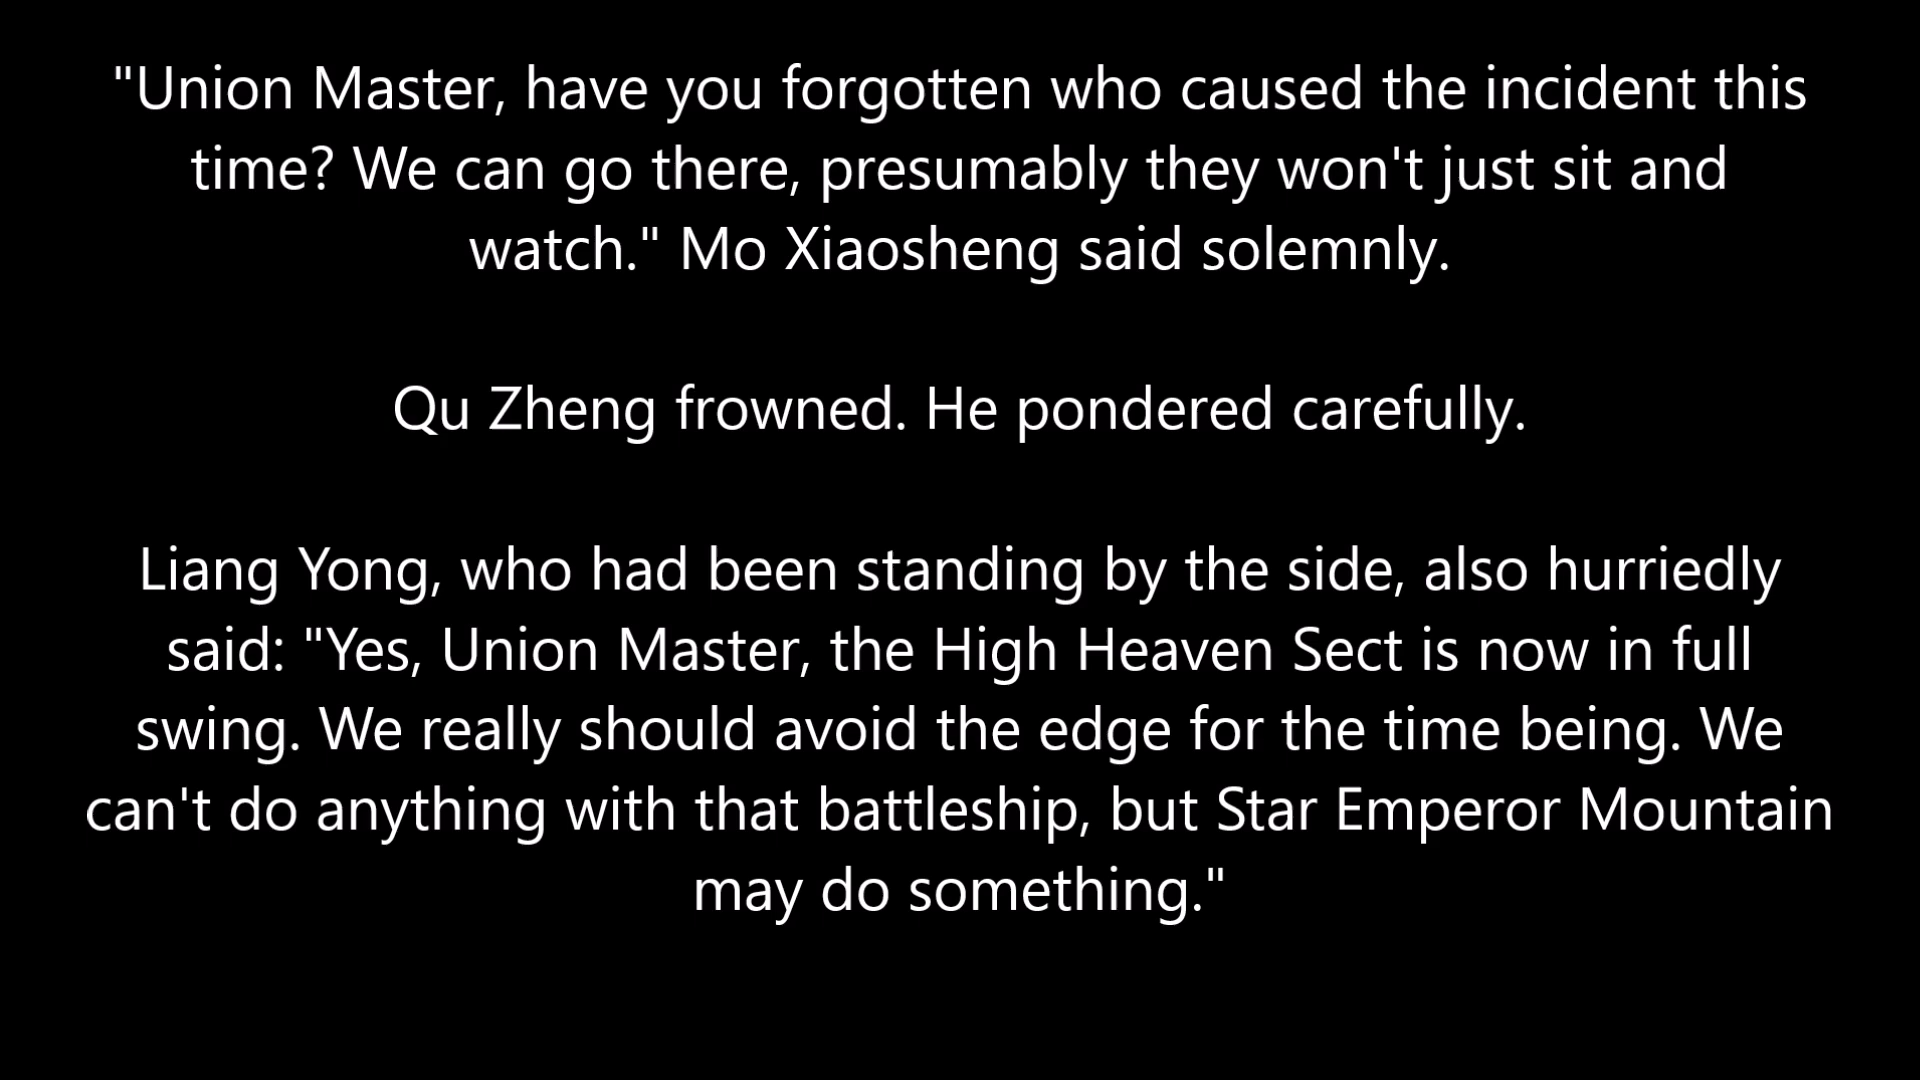 "Union Master, have you forgotten who caused the incident this
time? We can go there, presumably they won't just sit and
watch." Mo Xiaosheng said solemnly.
Qu Zheng frowned. He pondered carefully.
Liang Yong, who had been standing by the side, also hurriedly
said: "Yes, Union Master, the High Heaven Sect is now in full
swing. We really should avoid the edge for the time being. We
can't do anything with that battleship, but Star Emperor Mountain
may do something."